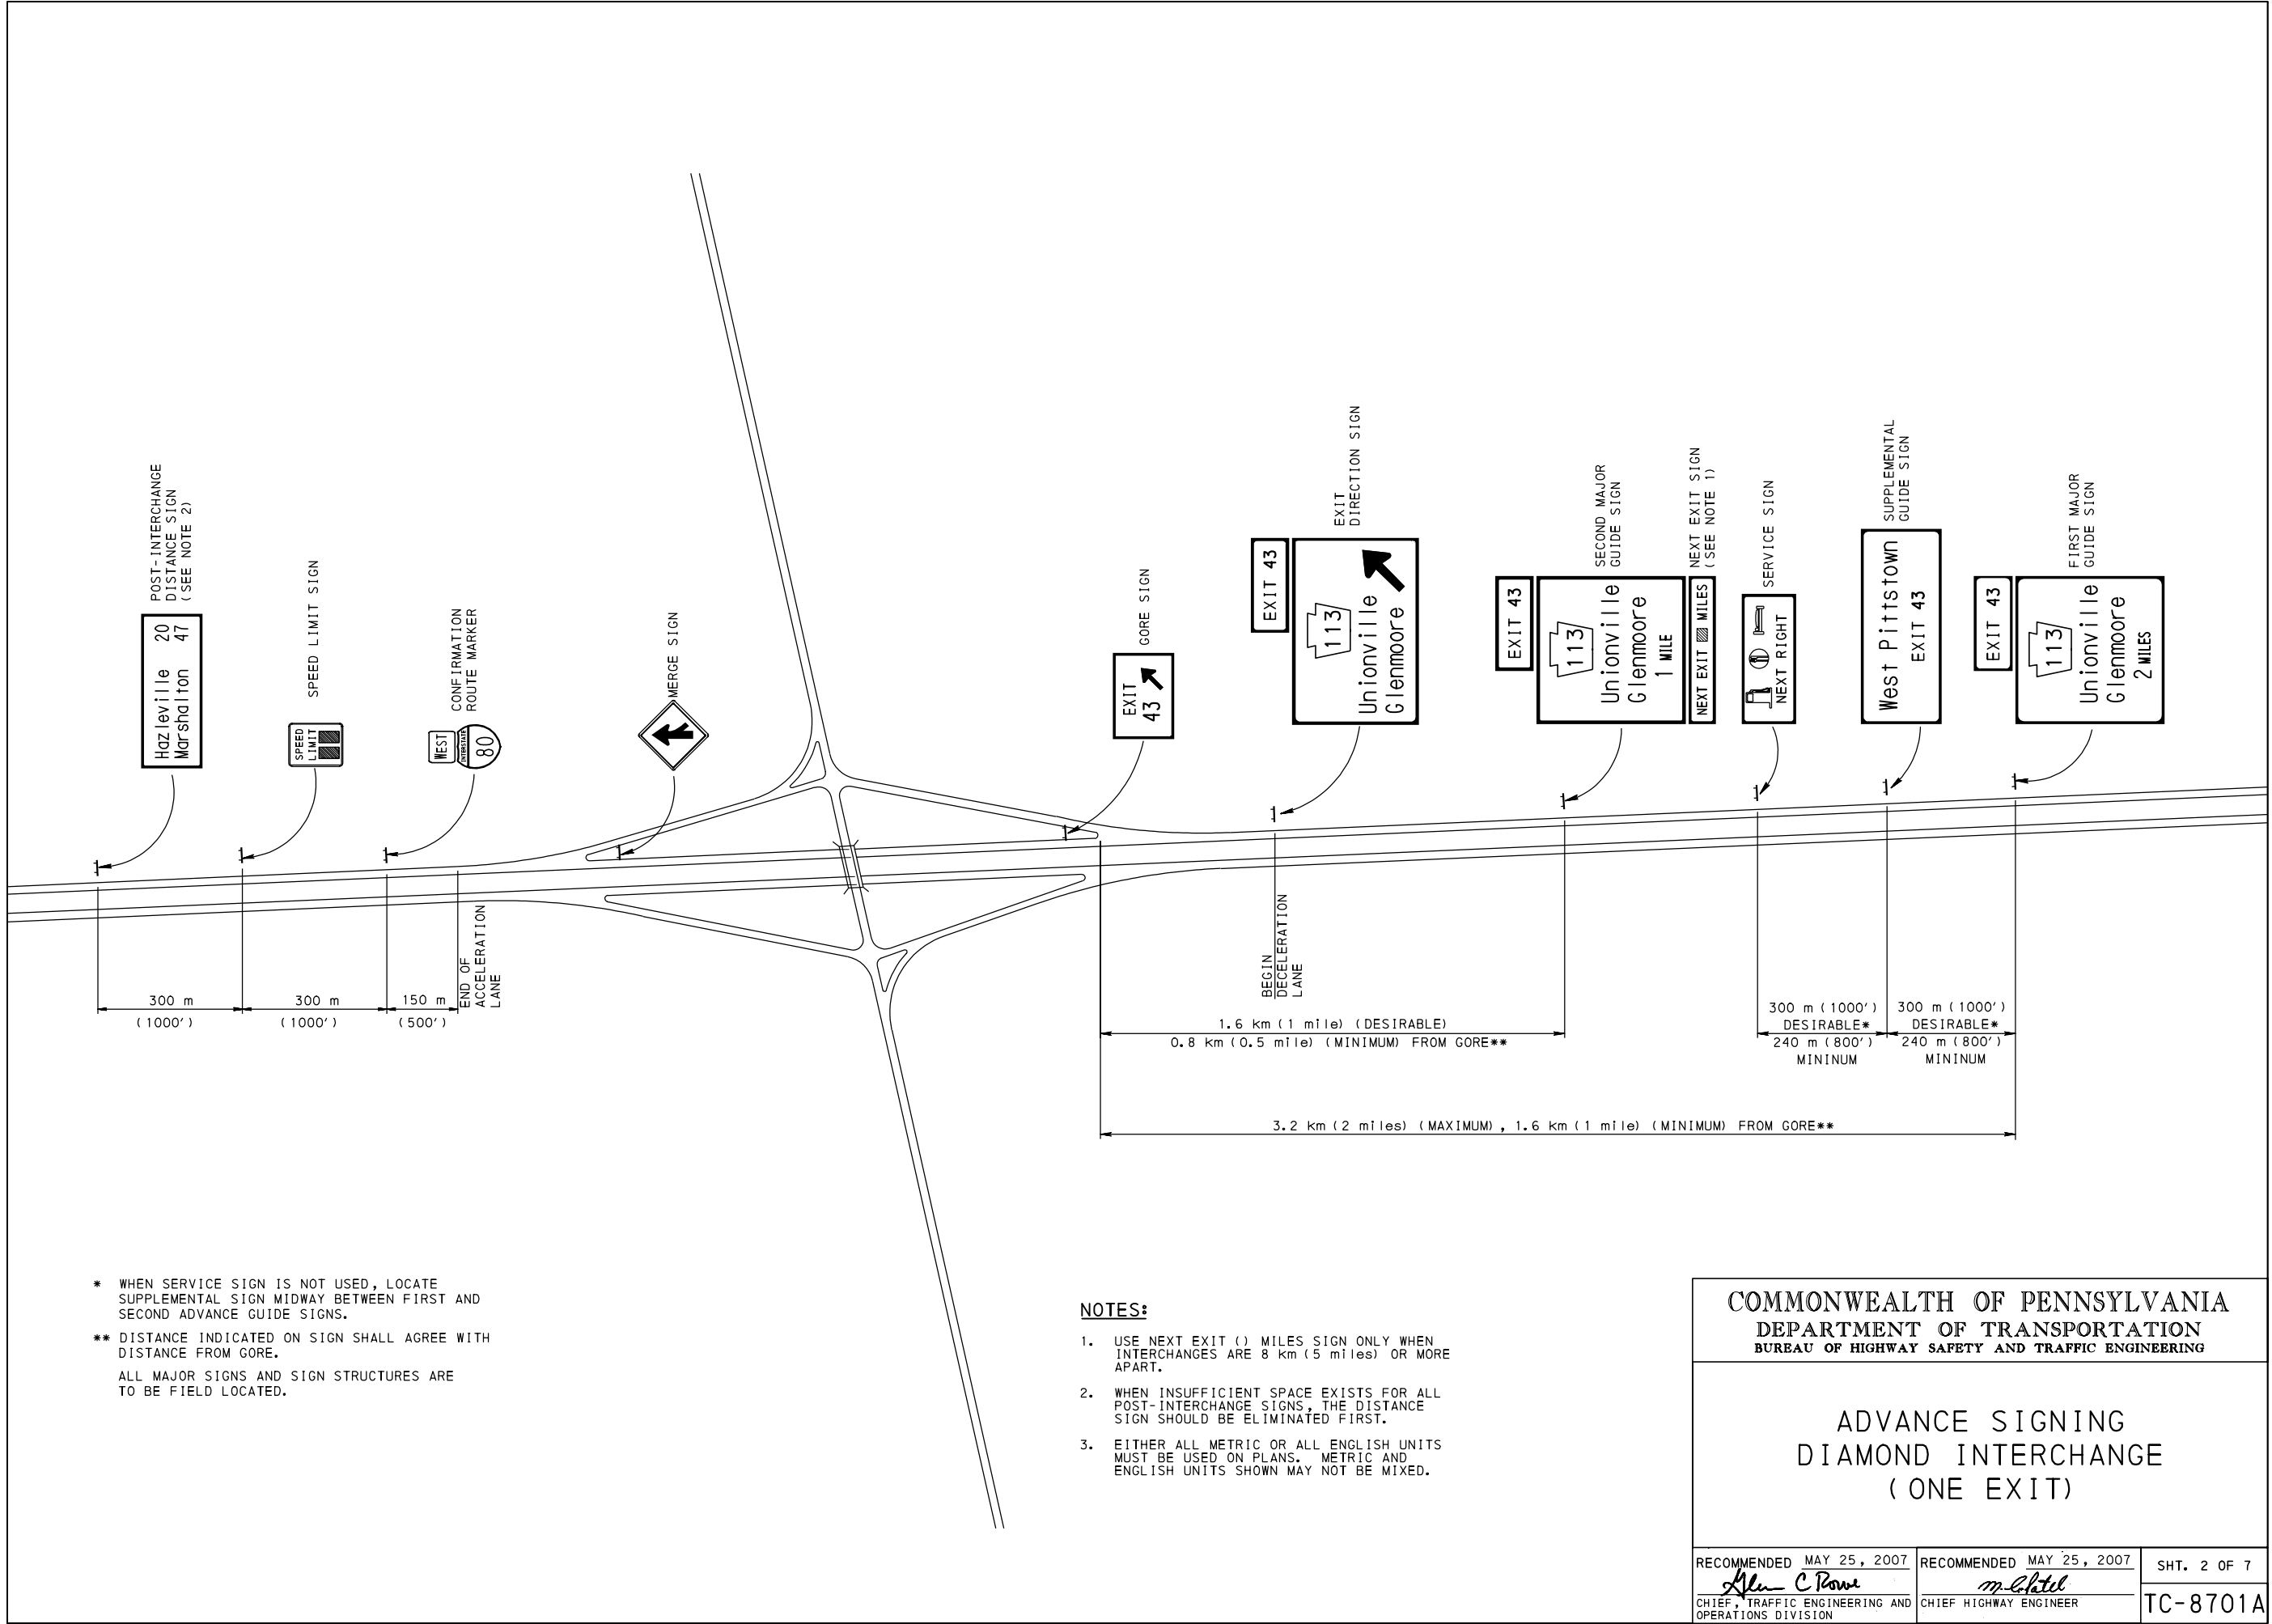 POST-INTERCHANGE
DISTANCE SIGN
(SEE NOTE 2)
Hazleville 20
Marshalton 47
SPEED LIMIT SIGN
SPEED
LIMIT
CONFIRMATION
ROUTE MARKER
WEST
INTERSTATE
80
MERGE SIGN
GORE SIGN
EXIT
43
EXIT
DIRECTION SIGN
EXIT 43
113
Unionville
Glenmoore
SECOND MAJOR
GUIDE SIGN
EXIT 43
113
Unionville
Glenmoore
1 MILE
NEXT EXIT SIGN
(SEE NOTE 1)
NEXT EXIT MILES
SERVICE SIGN
NEXT RIGHT
SUPPLEMENTAL
GUIDE SIGN
West Pittstown
EXIT 43
FIRST MAJOR
GUIDE SIGN
EXIT 43
113
Unionville
Glenmoore
2 MILES
300 m
(1000')
300 m
(1000')
150 m
(500')
END OF
ACCELERATION
LANE
BEGIN
DECELERATION
LANE
1.6 km (1 mile) (DESIRABLE)
0.8 km (0.5 mile) (MINIMUM) FROM GORE**
300 m (1000')
DESIRABLE*
240 m (800')
MININUM
300 m (1000')
DESIRABLE*
240 m (800')
MININUM
3.2 km (2 miles) (MAXIMUM), 1.6 km (1 mile) (MINIMUM) FROM GORE**
* WHEN SERVICE SIGN IS NOT USED, LOCATE
SUPPLEMENTAL SIGN MIDWAY BETWEEN FIRST AND
SECOND ADVANCE GUIDE SIGNS.
** DISTANCE INDICATED ON SIGN SHALL AGREE WITH
DISTANCE FROM GORE.
ALL MAJOR SIGNS AND SIGN STRUCTURES ARE
TO BE FIELD LOCATED.
NOTES:
1. USE NEXT EXIT () MILES SIGN ONLY WHEN
INTERCHANGES ARE 8 km (5 miles) OR MORE
APART.
2. WHEN INSUFFICIENT SPACE EXISTS FOR ALL
POST-INTERCHANGE SIGNS, THE DISTANCE
SIGN SHOULD BE ELIMINATED FIRST.
3. EITHER ALL METRIC OR ALL ENGLISH UNITS
MUST BE USED ON PLANS. METRIC AND
ENGLISH UNITS SHOWN MAY NOT BE MIXED.
COMMONWEALTH OF PENNSYLVANIA
DEPARTMENT OF TRANSPORTATION
BUREAU OF HIGHWAY SAFETY AND TRAFFIC ENGINEERING
ADVANCE SIGNING
DIAMOND INTERCHANGE
(ONE EXIT)
RECOMMENDED MAY 25, 2007
Glen C Rowe
CHIEF, TRAFFIC ENGINEERING AND
OPERATIONS DIVISION
RECOMMENDED MAY 25, 2007
CHIEF HIGHWAY ENGINEER
SHT. 2 OF 7
TC-8701A